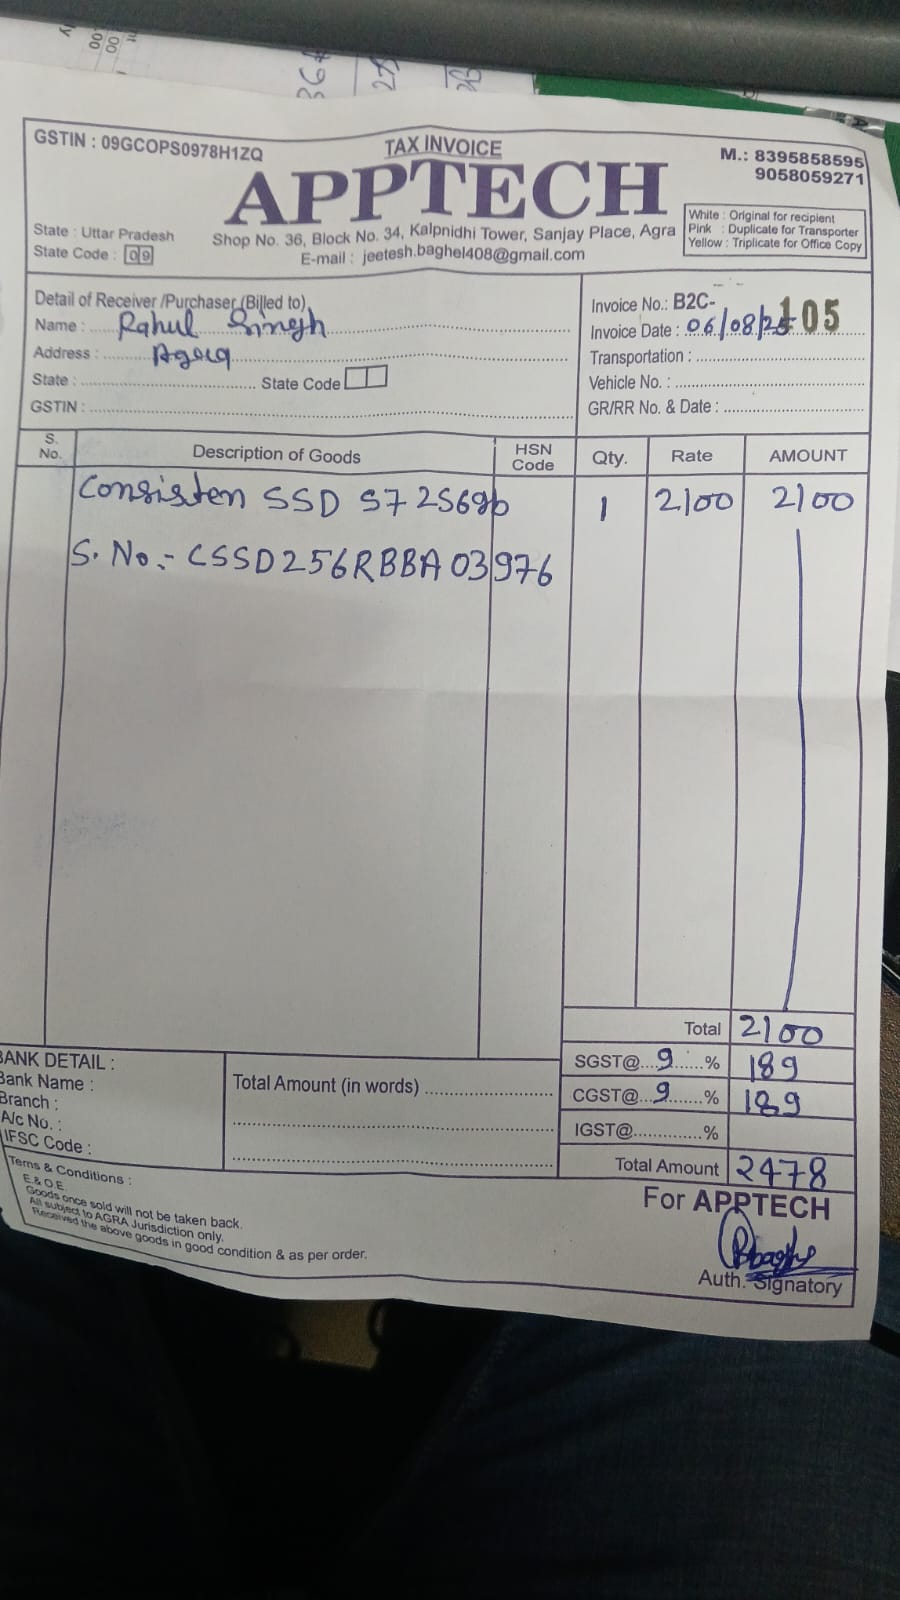 GSTIN : 09GCOPS0978H1ZQ
TAX INVOICE
M.: 8395858595
9058059271
APPTECH
State : Uttar Pradesh
State Code : 09
Shop No. 36, Block No. 34, Kalpnidhi Tower, Sanjay Place, Agra
E-mail : jeetesh.baghel408@gmail.com
White : Original for recipient
Pink : Duplicate for Transporter
Yellow : Triplicate for Office Copy
Detail of Receiver /Purchaser (Billed to)
Name : Rahul Singh
Address : Agra
State : State Code
GSTIN :
Invoice No.: B2C- 105
Invoice Date : 06/08/25
Transportation :
Vehicle No. :
GR/RR No. & Date :
S. No. Description of Goods HSN Code Qty. Rate AMOUNT
Consisten SSD S7 256gb 1 2100 2100
S. No.- CSSD256RBBA03976
Total 2100
SGST@ 9 % 189
CGST@ 9 % 189
IGST@ %
Total Amount 2478
BANK DETAIL :
Bank Name :
Branch :
A/c No. :
IFSC Code :
Total Amount (in words)
Tems & Conditions :
E.& O.E.
Goods once sold will not be taken back.
All subject to AGRA Jurisdiction only.
Received the above goods in good condition & as per order.
For APPTECH
Auth. Signatory